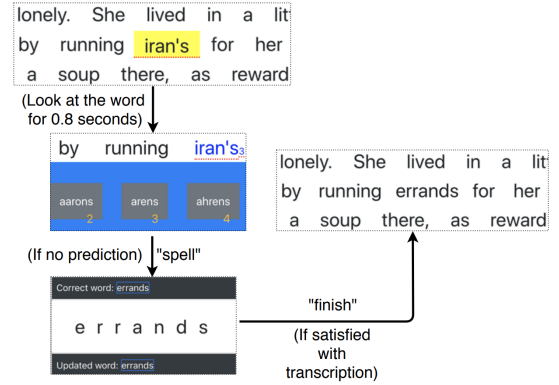 lonely. She lived in a lit
by running iran's for her
a soup there, as reward
(Look at the word
for 0.8 seconds)
by running iran's3
aarons arens ahrens
2 3 4
(If no prediction) "spell"
Correct word: errands
e r r a n d s
Updated word: errands
"finish"
(If satisfied
with
transcription)
lonely. She lived in a lit
by running errands for her
a soup there, as reward